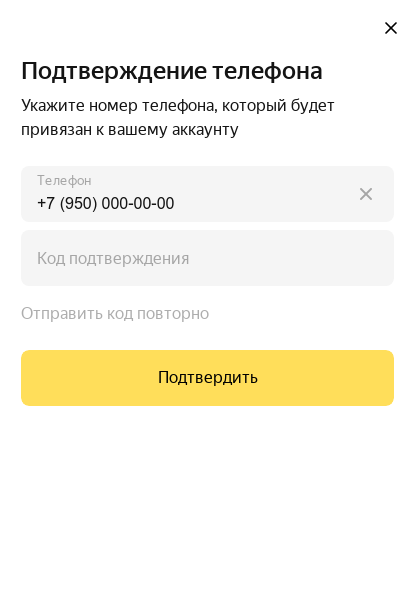 Подтверждение телефона
Укажите номер телефона, который будет
привязан к вашему аккаунту
Телефон
+7 (950) 000-00-00
Код подтверждения
Отправить код повторно
Подтвердить